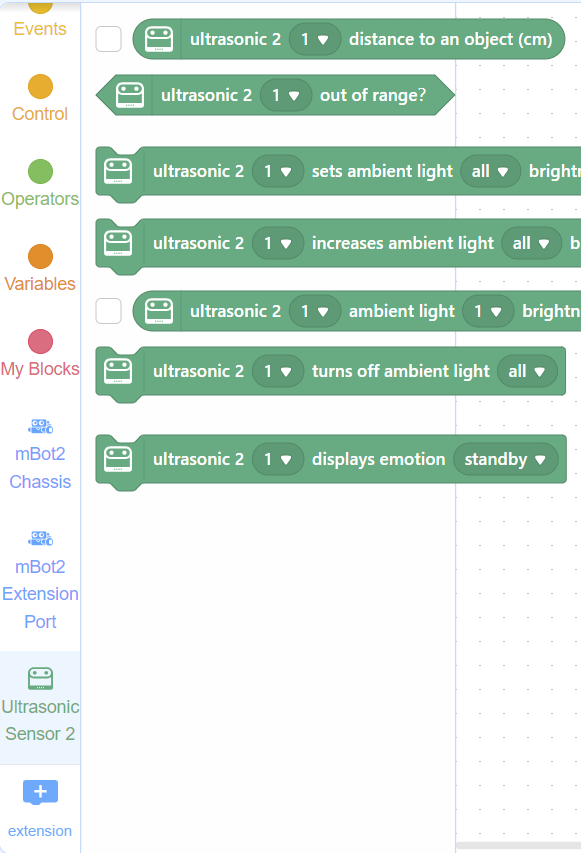 Events
Control
Operators
Variables
My Blocks
mBot2
Chassis
mBot2
Extension
Port
Ultrasonic
Sensor 2
extension
ultrasonic 2 1 distance to an object (cm)
ultrasonic 2 1 out of range?
ultrasonic 2 1 sets ambient light all
ultrasonic 2 1 increases ambient light all
ultrasonic 2 1 ambient light 1
ultrasonic 2 1 turns off ambient light all
ultrasonic 2 1 displays emotion standby